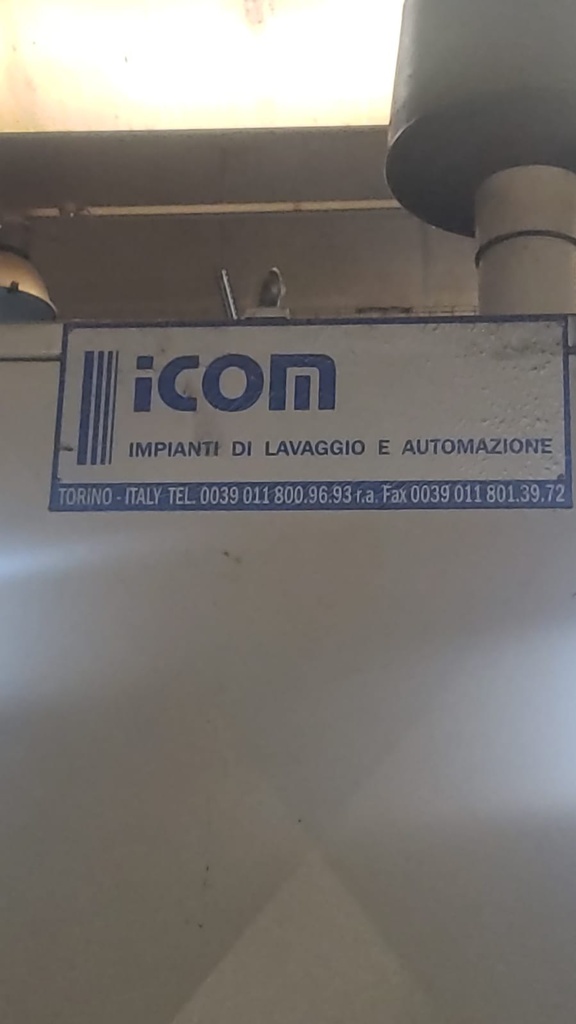 icom
IMPIANTI DI LAVAGGIO E AUTOMAZIONE
TORINO - ITALY TEL. 0039 011 800.96.93 r.a. Fax 0039 011 801.39.72